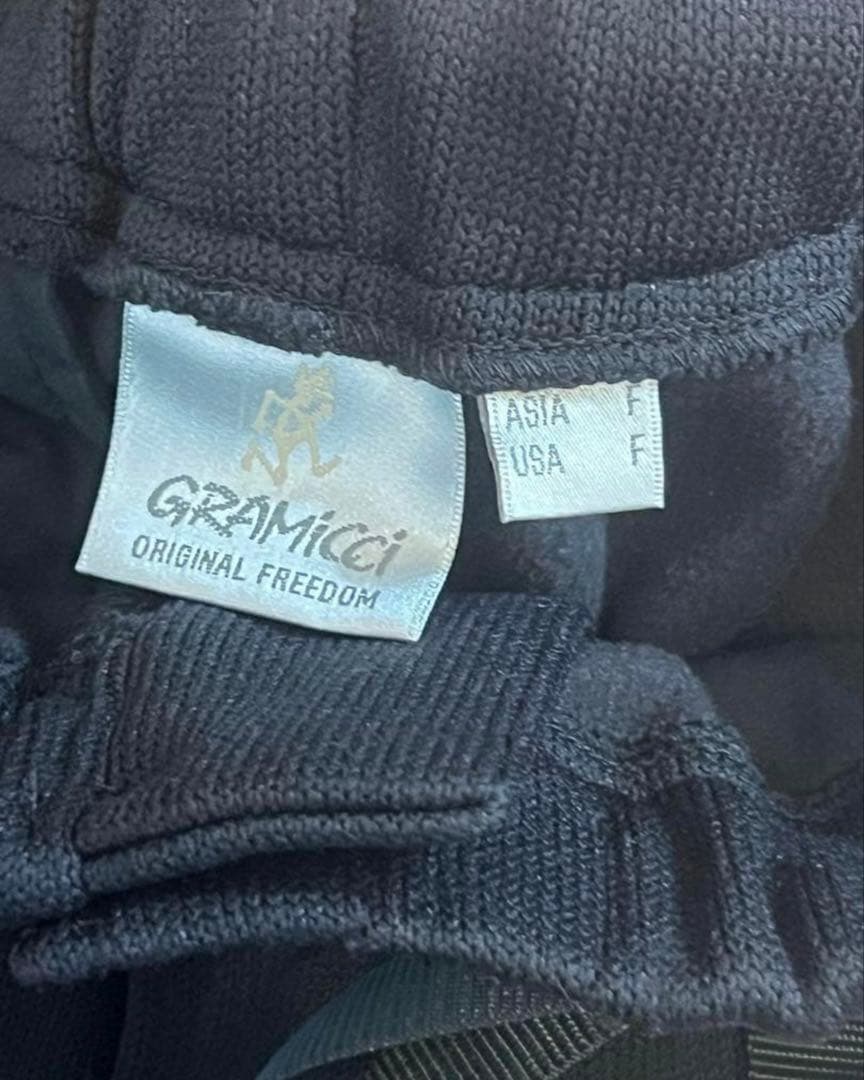 GRAMiCCi
ORIGINAL FREEDOM
ASIA F
USA F